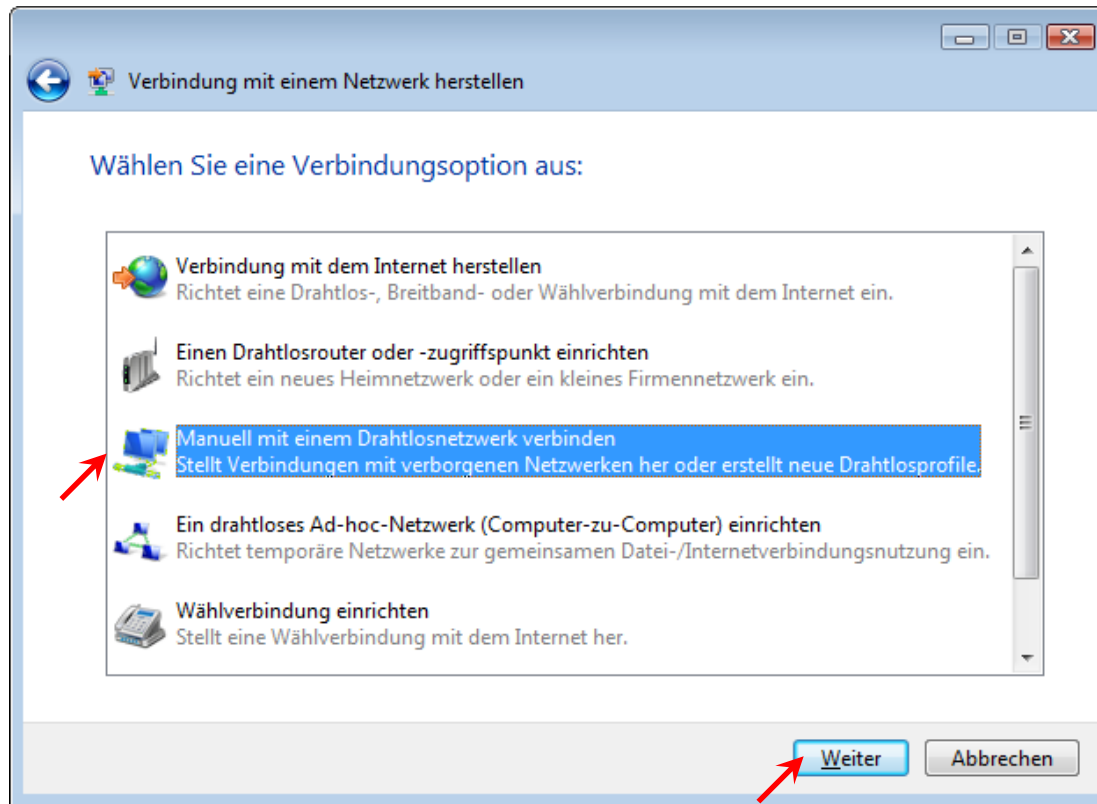 Verbindung mit einem Netzwerk herstellen
Wählen Sie eine Verbindungsoption aus:
Verbindung mit dem Internet herstellen
Richtet eine Drahtlos-, Breitband- oder Wählverbindung mit dem Internet ein.
Einen Drahtlosrouter oder -zugriffspunkt einrichten
Richtet ein neues Heimnetzwerk oder ein kleines Firmennetzwerk ein.
Manuell mit einem Drahtlosnetzwerk verbinden
Stellt Verbindungen mit verborgenen Netzwerken her oder erstellt neue Drahtlosprofile.
Ein drahtloses Ad-hoc-Netzwerk (Computer-zu-Computer) einrichten
Richtet temporäre Netzwerke zur gemeinsamen Datei-/Internetverbindungsnutzung ein.
Wählverbindung einrichten
Stellt eine Wählverbindung mit dem Internet her.
Weiter
Abbrechen